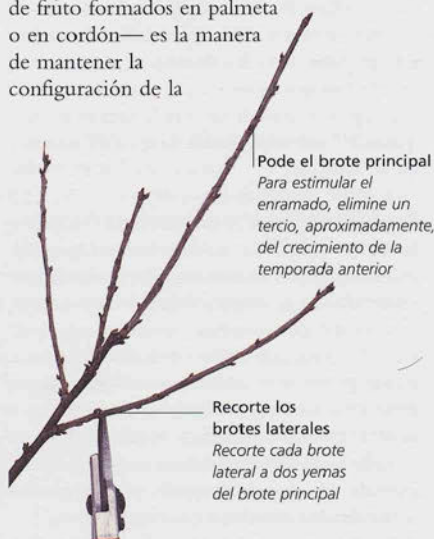 de fruto formados en palmeta
o en cordón— es la manera
de mantener la
configuración de la
Pode el brote principal
Para estimular el
enramado, elimine un
tercio, aproximadamente,
del crecimiento de la
temporada anterior
Recorte los
brotes laterales
Recorte cada brote
lateral a dos yemas
del brote principal